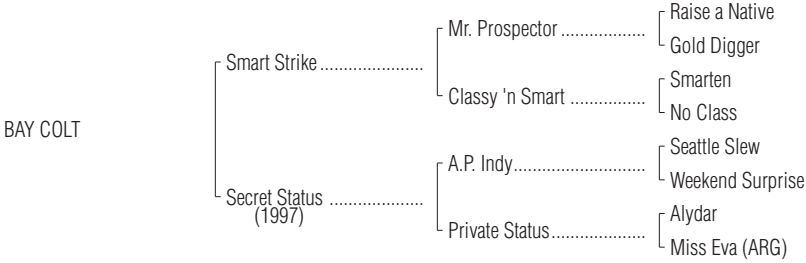 Raise a Native
Mr. Prospector ..................
Gold Digger
Smart Strike ......................
Smarten
Classy 'n Smart ................
No Class
BAY COLT
Seattle Slew
A.P. Indy............................
Weekend Surprise
Secret Status ....................
(1997)
Alydar
Private Status....................
Miss Eva (ARG)